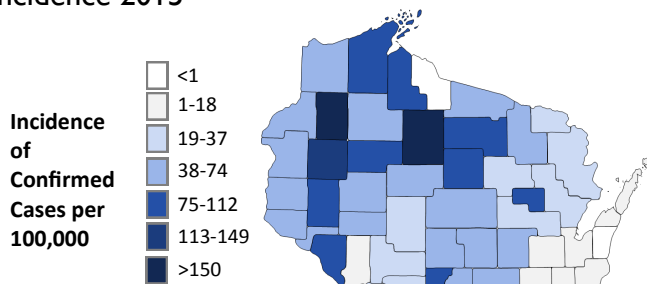 Incidence 2015
<1
1-18
19-37
38-74
75-112
113-149
>150
Incidence
of
Confirmed
Cases per
100,000